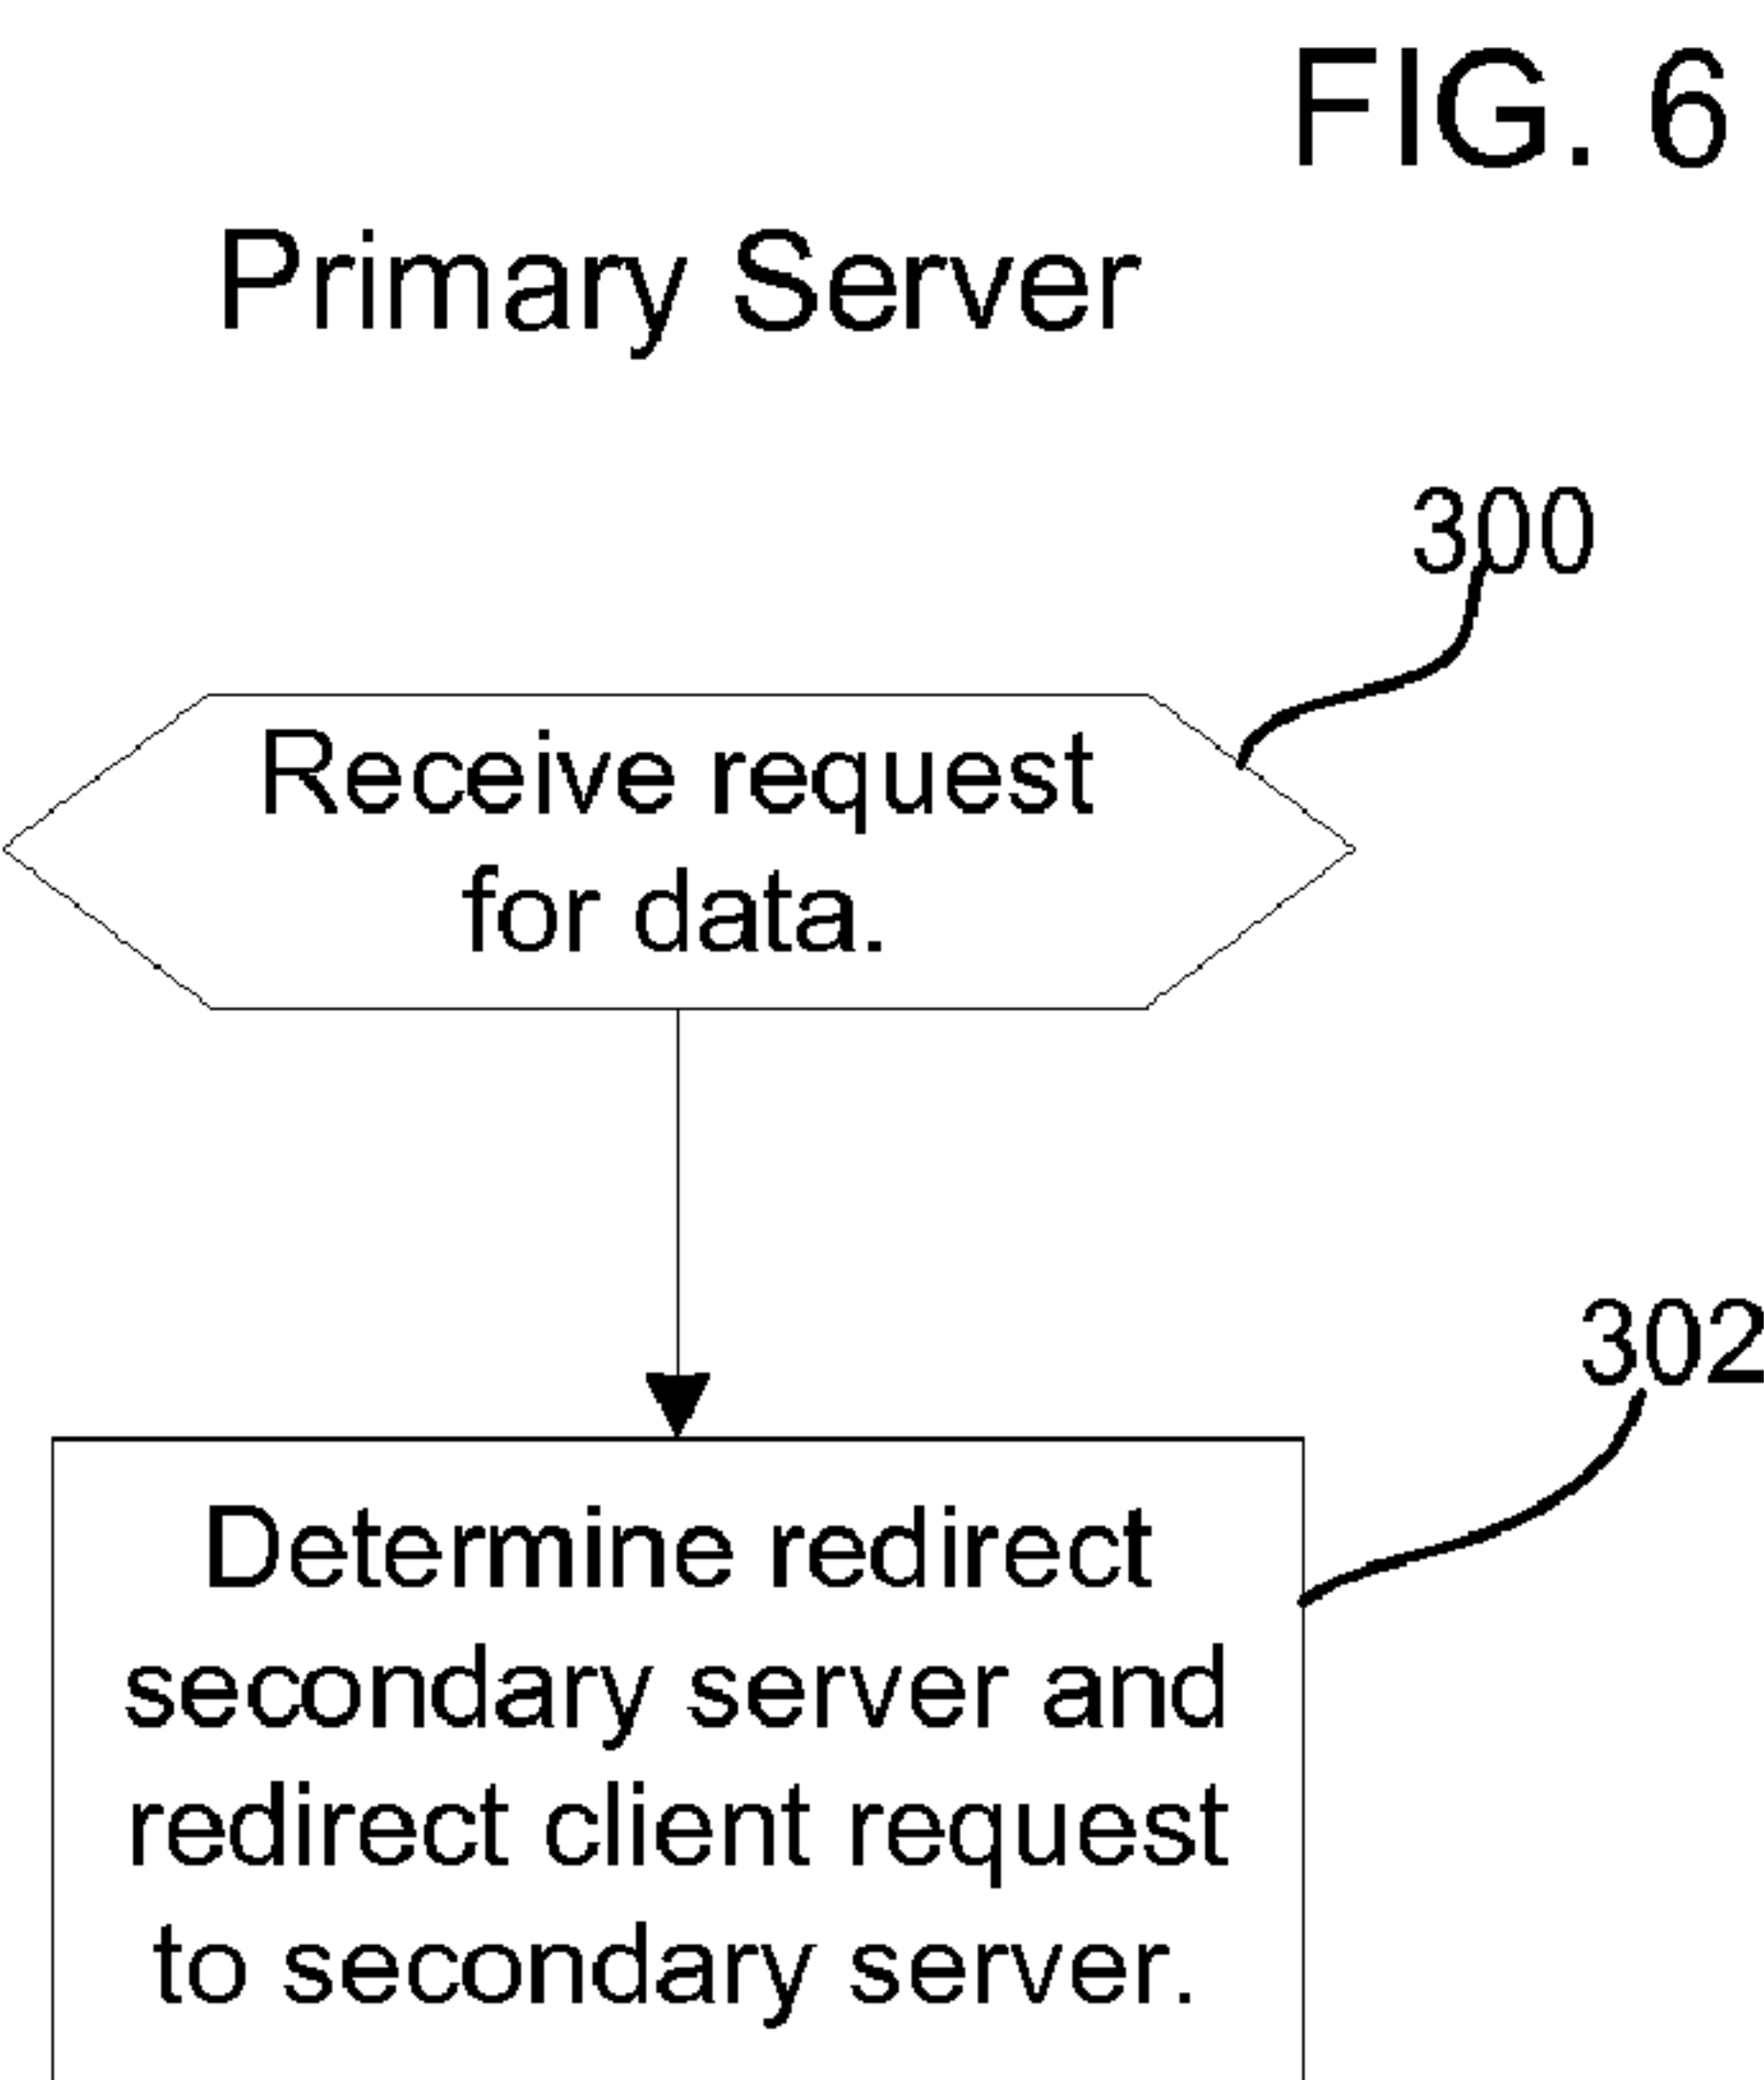 FIG. 6
Primary Server
300
Receive request
for data.
302
Determine redirect
secondary server and
redirect client request
to secondary server.